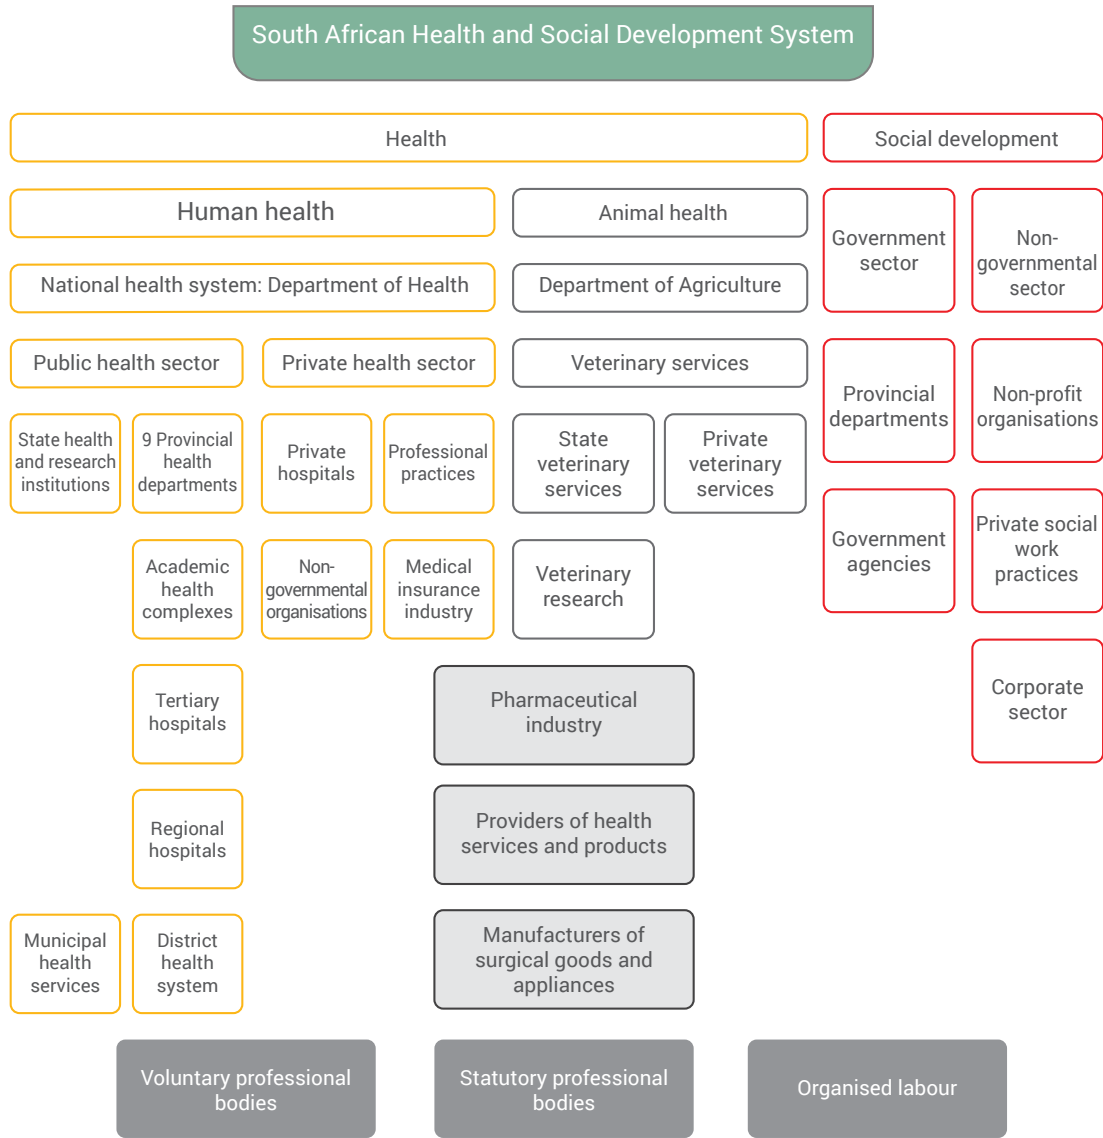 South African Health and Social Development System
Health
Social development
Human health
Animal health
Government
sector
Non-
governmental
sector
National health system: Department of Health
Department of Agriculture
Public health sector
Private health sector
Veterinary services
Provincial
departments
Non-profit
organisations
State health
and research
institutions
9 Provincial
health
departments
Private
hospitals
Professional
practices
State
veterinary
services
Private
veterinary
services
Government
agencies
Private social
work
practices
Academic
health
complexes
Non-
governmental
organisations
Medical
insurance
industry
Veterinary
research
Tertiary
hospitals
Pharmaceutical
industry
Corporate
sector
Regional
hospitals
Providers of health
services and products
Municipal
health
services
District
health
system
Manufacturers of
surgical goods and
appliances
Voluntary professional
bodies
Statutory professional
bodies
Organised labour